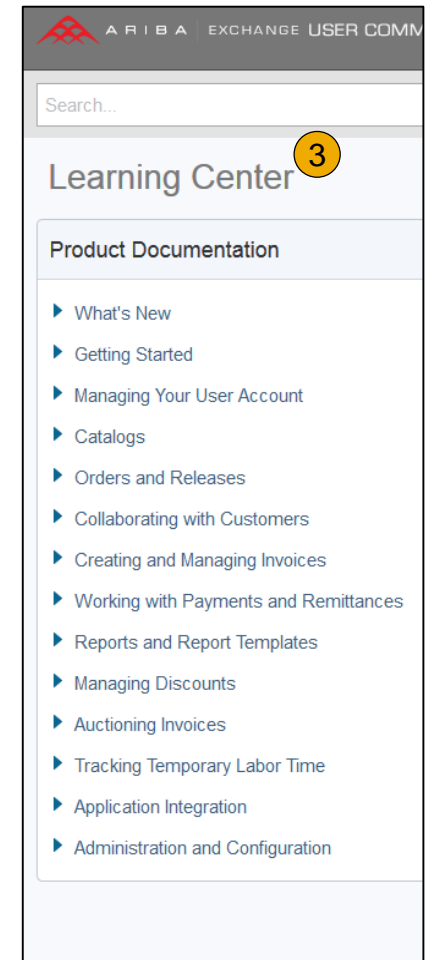 ARIBA EXCHANGE USER COMM
Search...
Learning Center
3
Product Documentation
What's New
Getting Started
Managing Your User Account
Catalogs
Orders and Releases
Collaborating with Customers
Creating and Managing Invoices
Working with Payments and Remittances
Reports and Report Templates
Managing Discounts
Auctioning Invoices
Tracking Temporary Labor Time
Application Integration
Administration and Configuration